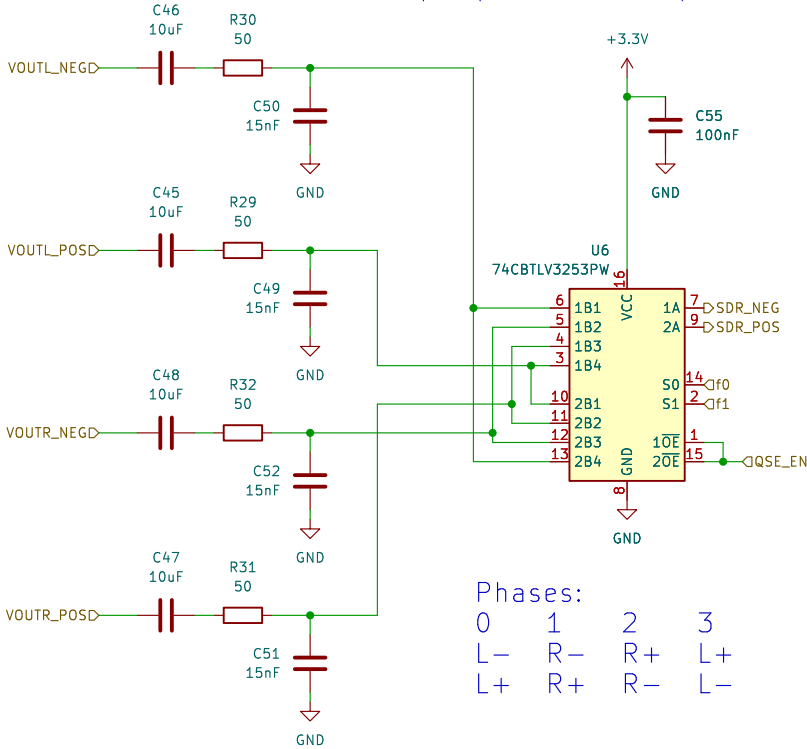 C46
10uF
R30
50
VOUTL_NEG
C50
15nF
GND
+3.3V
C55
100nF
GND
C45
10uF
R29
50
VOUTL_POS
C49
15nF
GND
C48
10uF
R32
50
VOUTR_NEG
C52
15nF
GND
C47
10uF
R31
50
VOUTR_POS
C51
15nF
GND
U6
74CBTLV3253PW
16
VCC
6 1B1
5 1B2
4 1B3
3 1B4
10 2B1
11 2B2
12 2B3
13 2B4
1A 7 SDR_NEG
2A 9 SDR_POS
S0 14 f0
S1 2 f1
1OE 1
2OE 15 QSE_EN
GND
8
GND
Phases:
0 1 2 3
L- R- R+ L+
L+ R+ R- L-